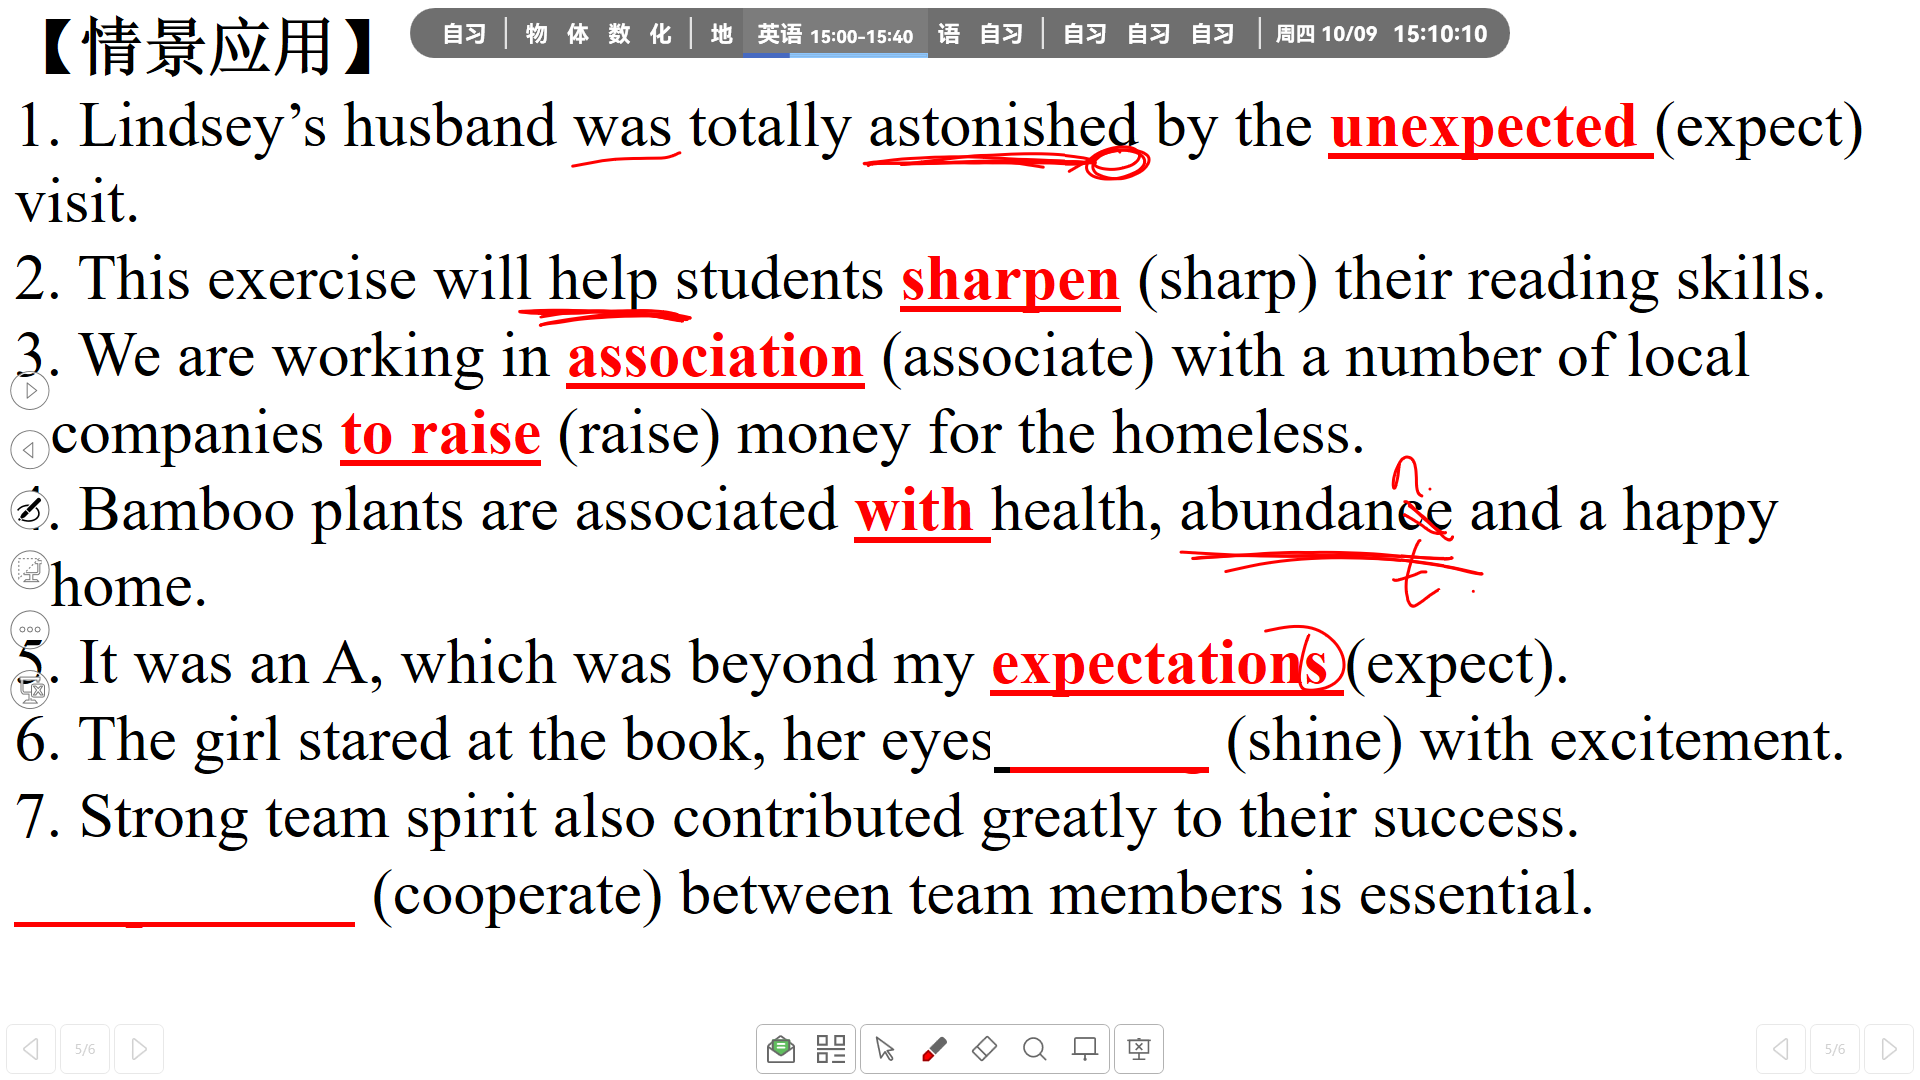 【情景应用】
自习 物 体 数 化 地 英语 15:00-15:40 语 自习 自习 自习 自习 周四 10/09 15:10:10
1. Lindsey’s husband was totally astonished by the unexpected (expect)
visit.
2. This exercise will help students sharpen (sharp) their reading skills.
3. We are working in association (associate) with a number of local
companies to raise (raise) money for the homeless.
n
4. Bamboo plants are associated with health, abundance and a happy
t
home.
5. It was an A, which was beyond my expectations (expect).
6. The girl stared at the book, her eyes (shine) with excitement.
7. Strong team spirit also contributed greatly to their success.
(cooperate) between team members is essential.
5/6 5/6